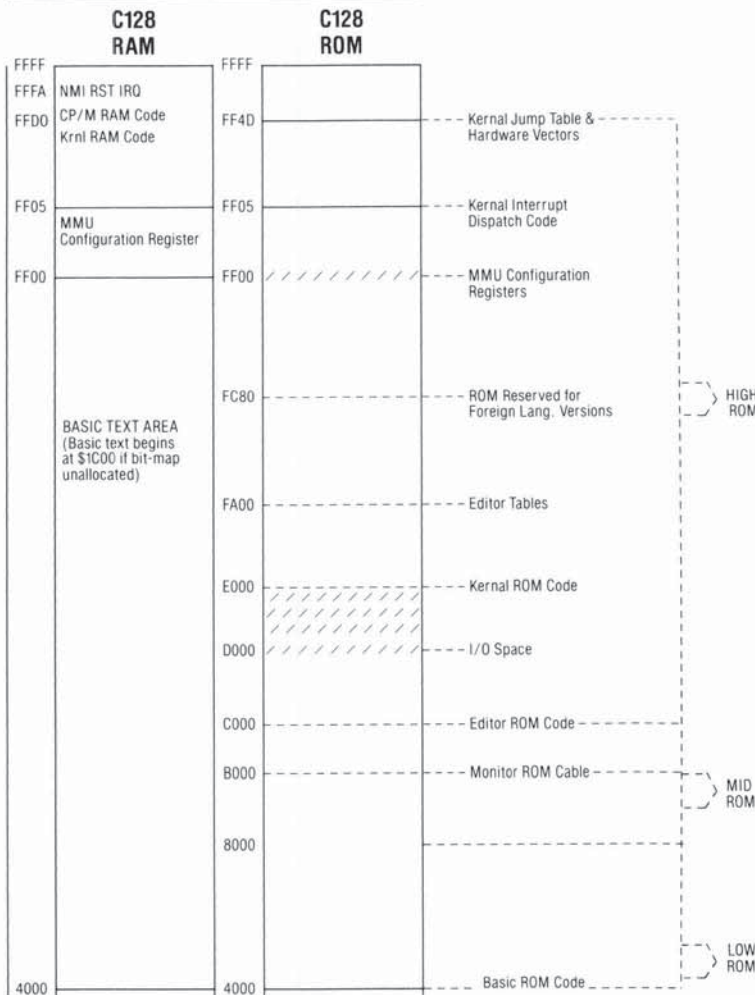 C128
RAM
C128
ROM
FFFF
FFFF
FFFA
NMI RST IRQ
FFD0
CP/M RAM Code
Krnl RAM Code
FF4D
Kernal Jump Table &
Hardware Vectors
FF05
FF05
Kernal Interrupt
Dispatch Code
MMU
Configuration Register
FF00
FF00
MMU Configuration
Registers
FC80
ROM Reserved for
Foreign Lang. Versions
HIGH
ROM
BASIC TEXT AREA
(Basic text begins
at $1C00 if bit-map
unallocated)
FA00
Editor Tables
E000
Kernal ROM Code
D000
I/O Space
C000
Editor ROM Code
B000
Monitor ROM Cable
MID
ROM
8000
LOW
ROM
4000
4000
Basic ROM Code